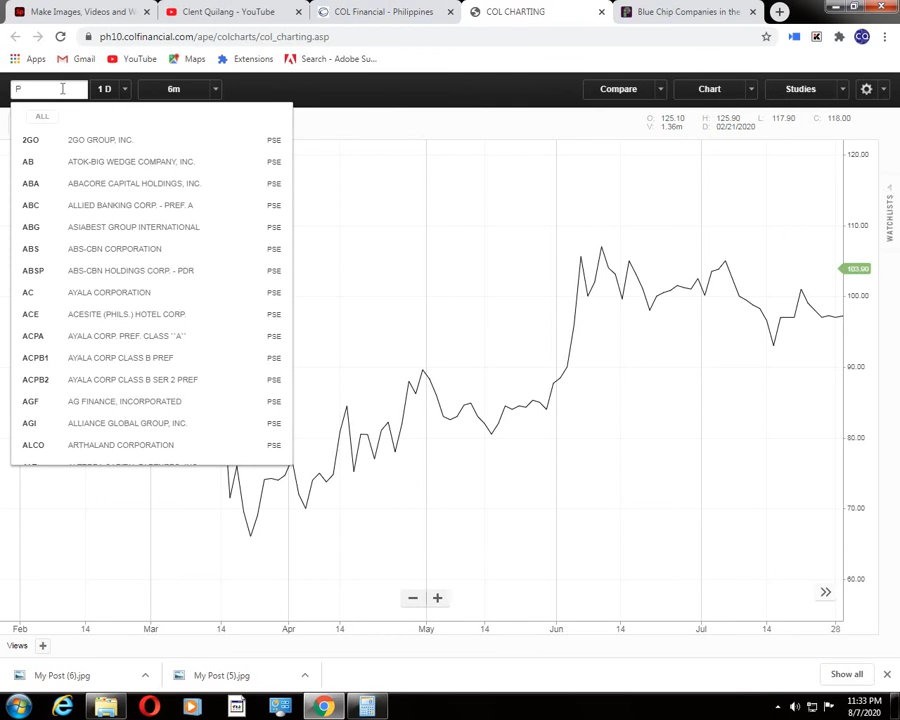 Make Images, Videos and W
Clent Quilang - YouTube
COL Financial - Philippines
COL CHARTING
Blue Chip Companies in the
ph10.colfinancial.com/ape/colcharts/col_charting.asp
Apps
Gmail
YouTube
Maps
Extensions
Search - Adobe Su...
P
1 D
6m
Compare
Chart
Studies
ALL
O: 125.10 H: 125.90 L: 117.90 C: 118.00
V: 1.36m D: 02/21/2020
2GO 2GO GROUP, INC. PSE
AB ATOK-BIG WEDGE COMPANY, INC. PSE
ABA ABACORE CAPITAL HOLDINGS, INC. PSE
ABC ALLIED BANKING CORP. - PREF. A PSE
ABG ASIABEST GROUP INTERNATIONAL PSE
ABS ABS-CBN CORPORATION PSE
ABSP ABS-CBN HOLDINGS CORP. - PDR PSE
AC AYALA CORPORATION PSE
ACE ACESITE (PHILS.) HOTEL CORP. PSE
ACPA AYALA CORP. PREF. CLASS ``A`` PSE
ACPB1 AYALA CORP CLASS B PREF PSE
ACPB2 AYALA CORP CLASS B SER 2 PREF PSE
AGF AG FINANCE, INCORPORATED PSE
AGI ALLIANCE GLOBAL GROUP, INC. PSE
ALCO ARTHALAND CORPORATION PSE
120.00
110.00
103.90
100.00
90.00
80.00
70.00
60.00
WATCHLISTS
Feb 14 Mar 14 Apr 14 May 14 Jun 14 Jul 14 28
Views
My Post (6).jpg
My Post (5).jpg
Show all
11:33 PM
8/7/2020